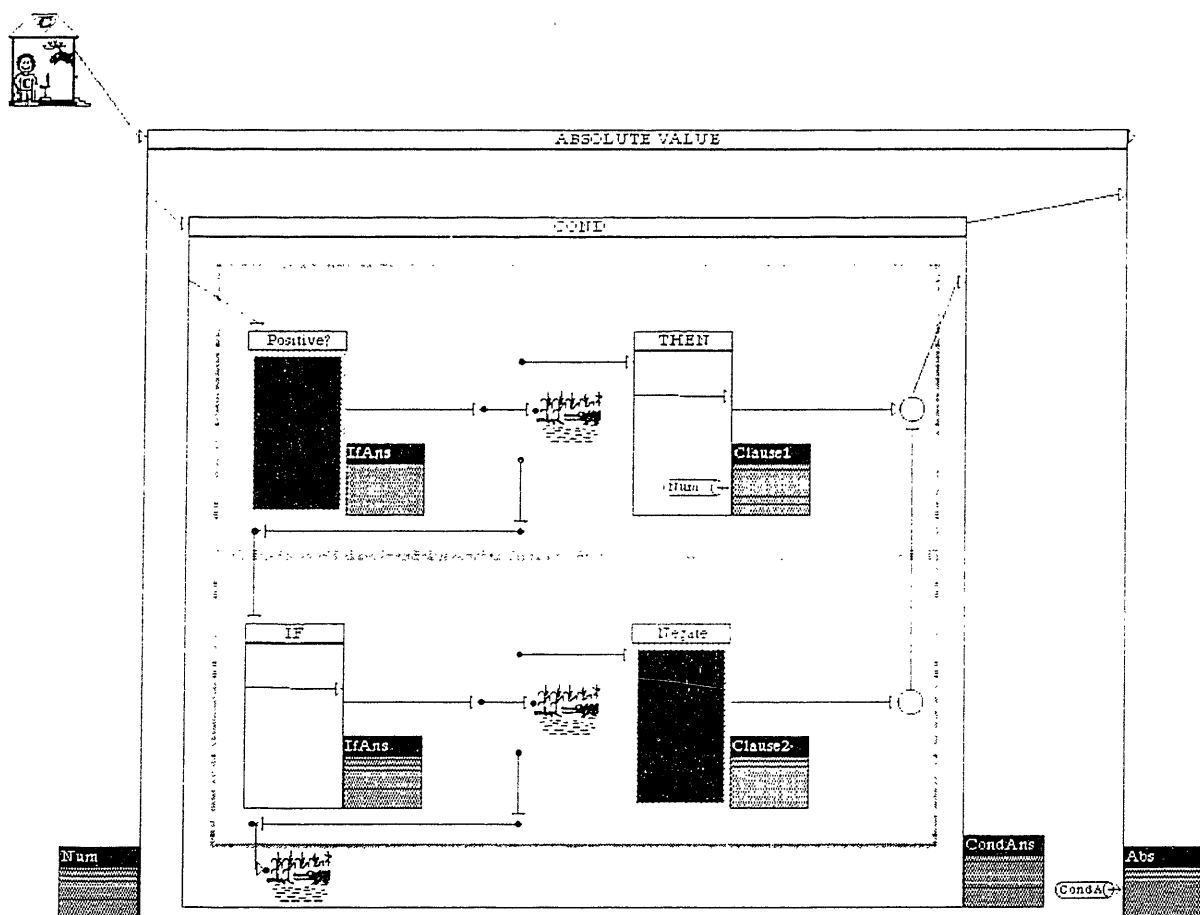 C
C
ABSOLUTE VALUE
COND
Positive?
THEN
IfAns
Clause1
Num
IF
Negate
IfAns
Clause2
Num
CondAns
Abs
CondA